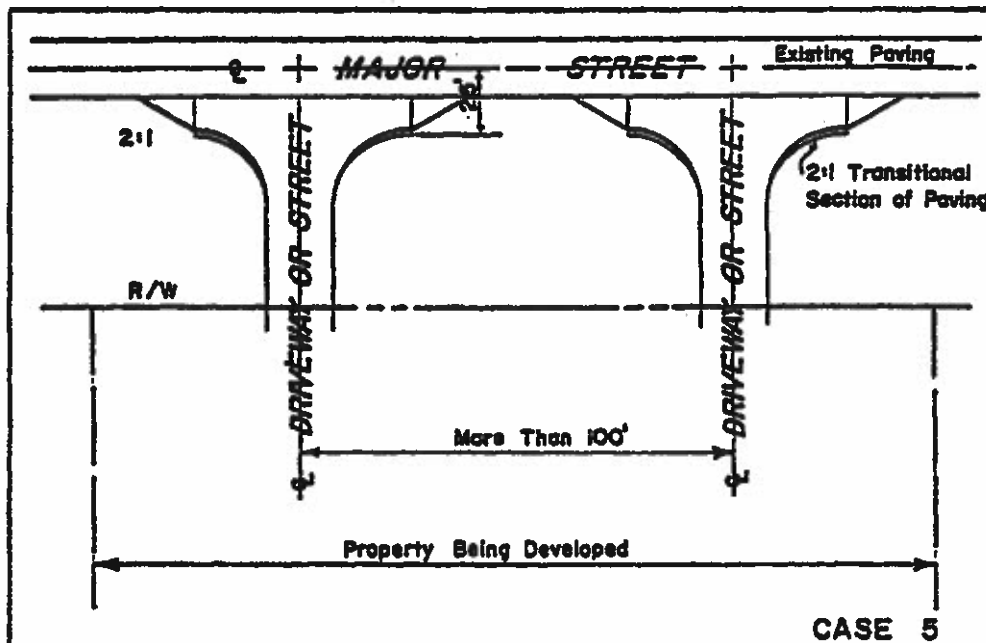 ℄ MAJOR STREET Existing Paving
25'
2:1
DRIVEWAY OR STREET
DRIVEWAY OR STREET
2:1 Transitional
Section of Paving
R/W
More Than 100'
℄
℄
Property Being Developed
CASE 5